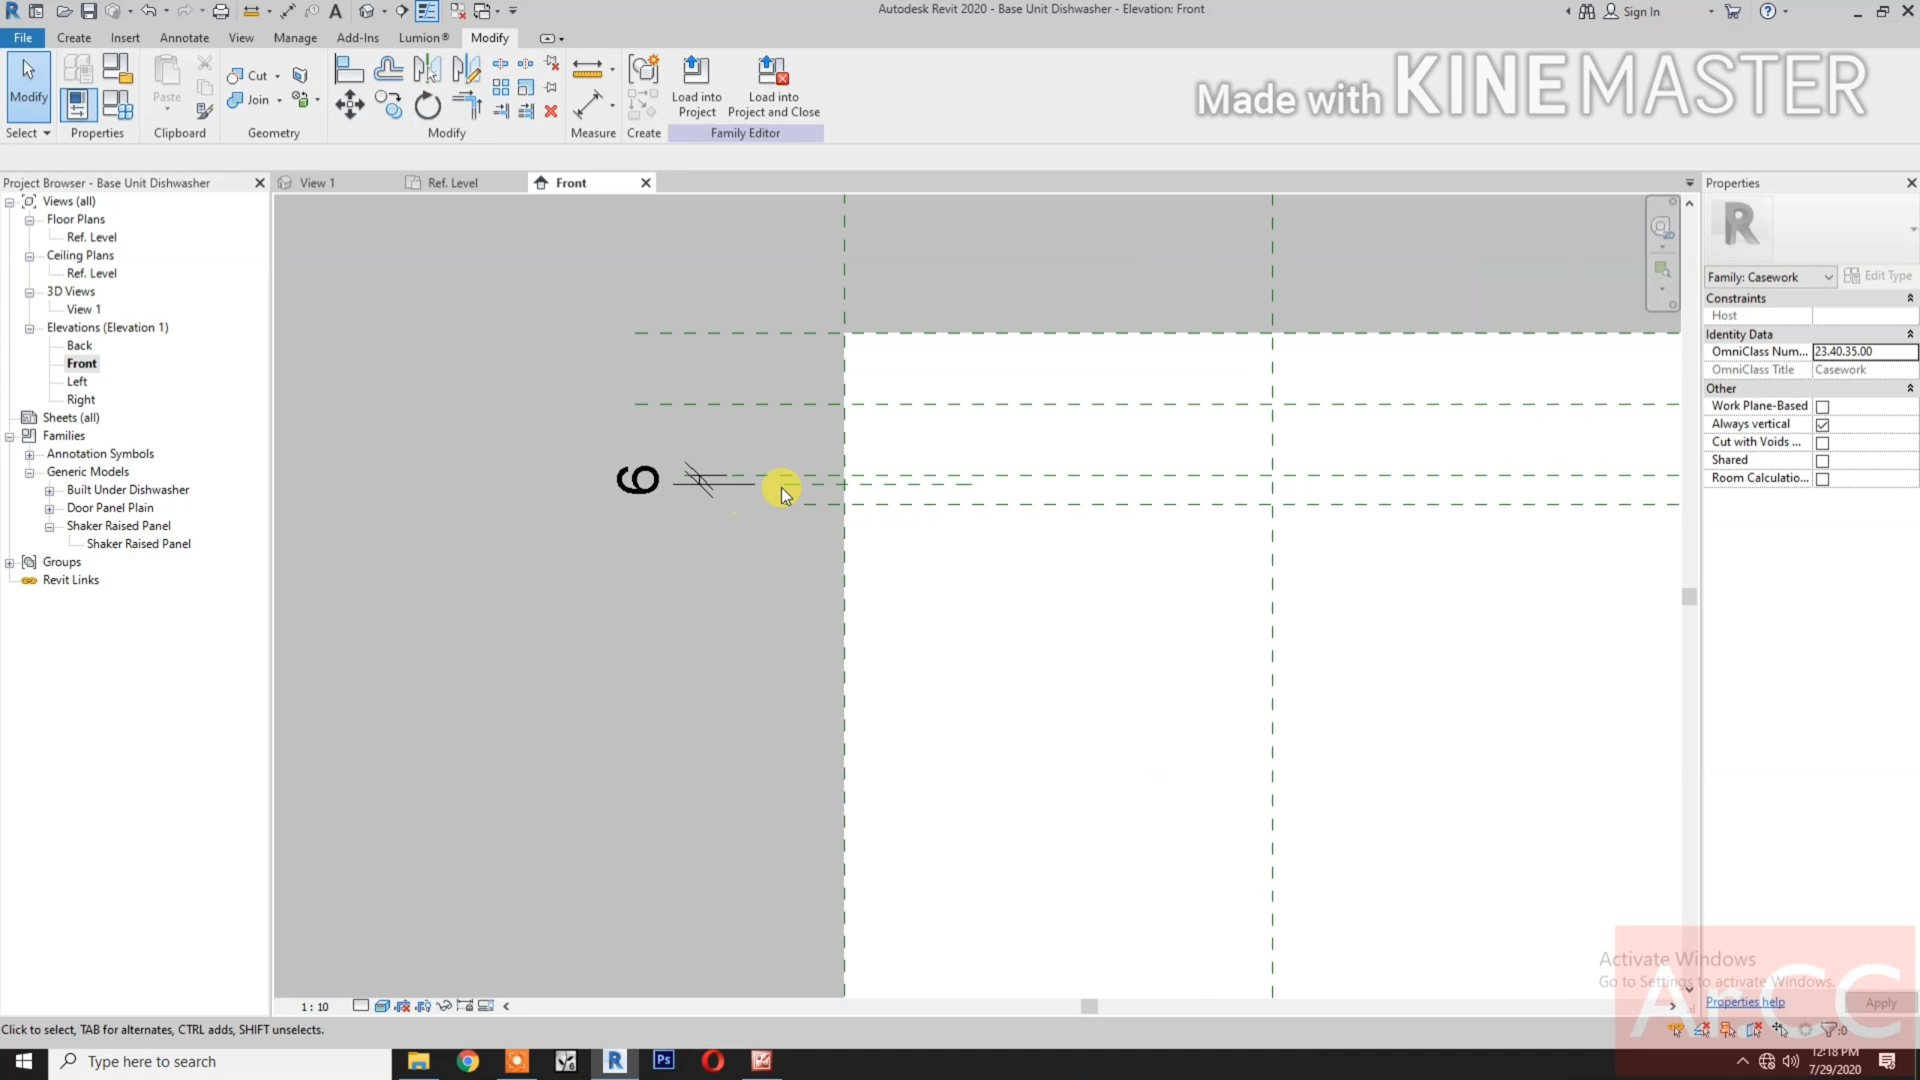 Autodesk Revit 2020 - Base Unit Dishwasher - Elevation: Front
Sign In
File Create Insert Annotate View Manage Add-Ins Lumion® Modify
Modify
Paste
Cut
Join
Load into Project
Load into Project and Close
Select Properties Clipboard Geometry Modify Measure Create Family Editor
Made with KINEMASTER
Project Browser - Base Unit Dishwasher
View 1
Ref. Level
Front
Properties
Views (all)
Floor Plans
Ref. Level
Ceiling Plans
Ref. Level
3D Views
View 1
Elevations (Elevation 1)
Back
Front
Left
Right
Sheets (all)
Families
Annotation Symbols
Generic Models
Built Under Dishwasher
Door Panel Plain
Shaker Raised Panel
Shaker Raised Panel
Groups
Revit Links
6
2D
Family: Casework
Edit Type
Constraints
Host
Identity Data
OmniClass Num... 23.40.35.00
OmniClass Title Casework
Other
Work Plane-Based
Always vertical
Cut with Voids ...
Shared
Room Calculatio...
Activate Windows
Go to Settings to activate Windows.
ArCC
Properties help
Apply
1 : 10
Click to select, TAB for alternates, CTRL adds, SHIFT unselects.
:0
Type here to search
Ps
12:18 PM
7/29/2020